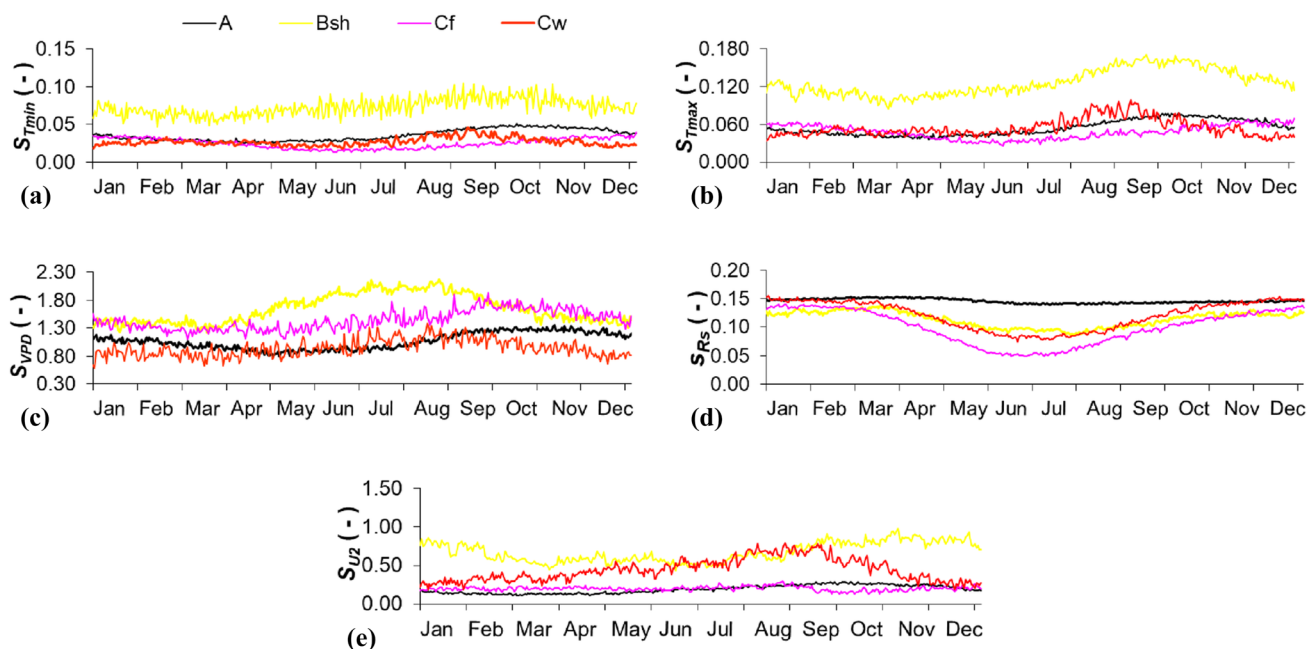 A Bsh Cf Cw
0.15
0.10
0.05
0.00
S_Tmin ( - )
Jan Feb Mar Apr May Jun Jul Aug Sep Oct Nov Dec
(a)
0.180
0.120
0.060
0.000
S_Tmax ( - )
Jan Feb Mar Apr May Jun Jul Aug Sep Oct Nov Dec
(b)
2.30
1.80
1.30
0.80
0.30
S_VPD ( - )
Jan Feb Mar Apr May Jun Jul Aug Sep Oct Nov Dec
(c)
0.20
0.15
0.10
0.05
0.00
S_Rs ( - )
Jan Feb Mar Apr May Jun Jul Aug Sep Oct Nov Dec
(d)
1.50
1.00
0.50
0.00
S_U2 ( - )
Jan Feb Mar Apr May Jun Jul Aug Sep Oct Nov Dec
(e)